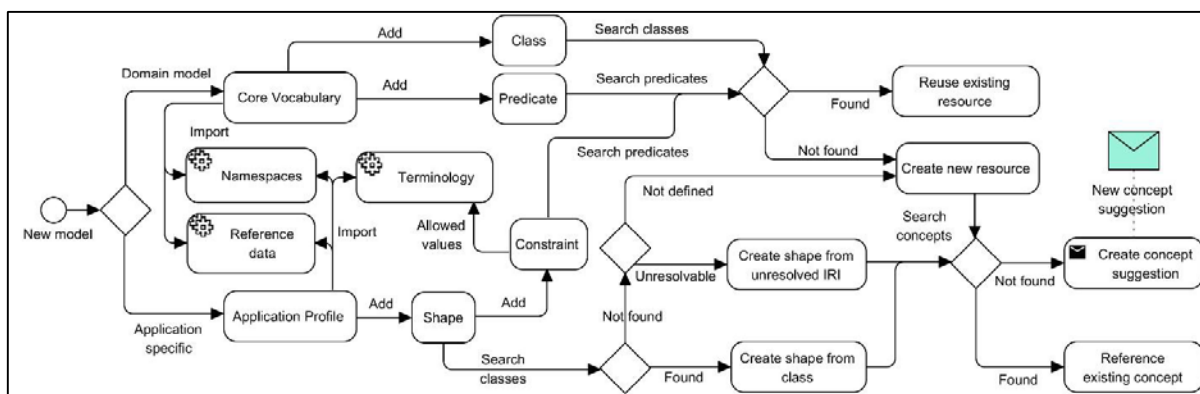 Add
Class
Search classes
Domain model
Core Vocabulary
Add
Predicate
Search predicates
Found
Reuse existing
resource
Import
Namespaces
Terminology
Search predicates
Not found
Create new resource
New concept
suggestion
Not defined
New model
Reference
data
Import
Allowed
values
Constraint
Search
concepts
Unresolvable
Create shape from
unresolved IRI
Not found
Create concept
suggestion
Application
specific
Application Profile
Add
Shape
Add
Not found
Search
classes
Found
Create shape from
class
Found
Reference
existing concept